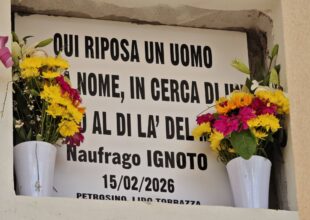 QUI RIPOSA UN UOMO
NOME, IN CERCA DI
AL DI LA' DEL
Naufrago IGNOTO
15/02/2026
PETROSINO, LIDO TORRAZZA